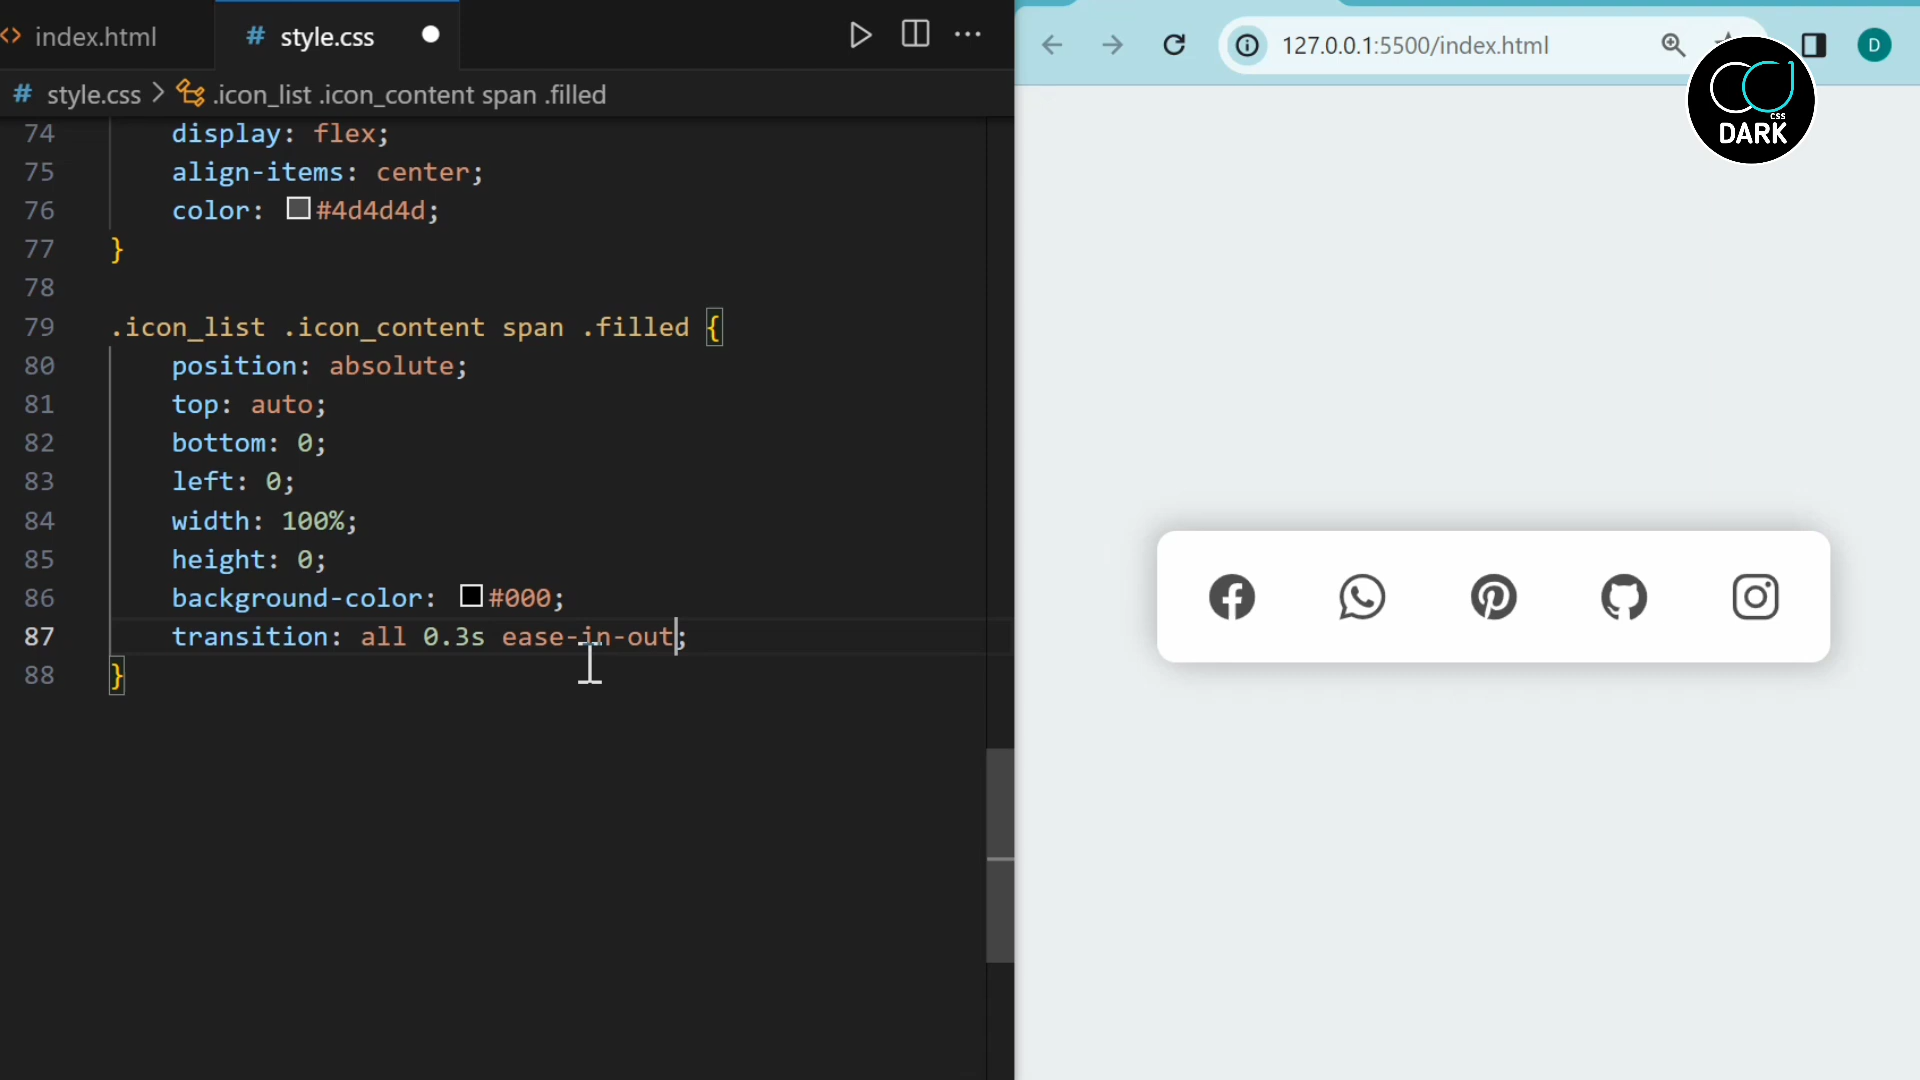 index.html
# style.css
127.0.0.1:5500/index.html
D
CSS
DARK
# style.css > .icon_list .icon_content span .filled
74 display: flex;
75 align-items: center;
76 color: #4d4d4d;
77 }
78
79 .icon_list .icon_content span .filled {
80 position: absolute;
81 top: auto;
82 bottom: 0;
83 left: 0;
84 width: 100%;
85 height: 0;
86 background-color: #000;
87 transition: all 0.3s ease-in-out;
88 }